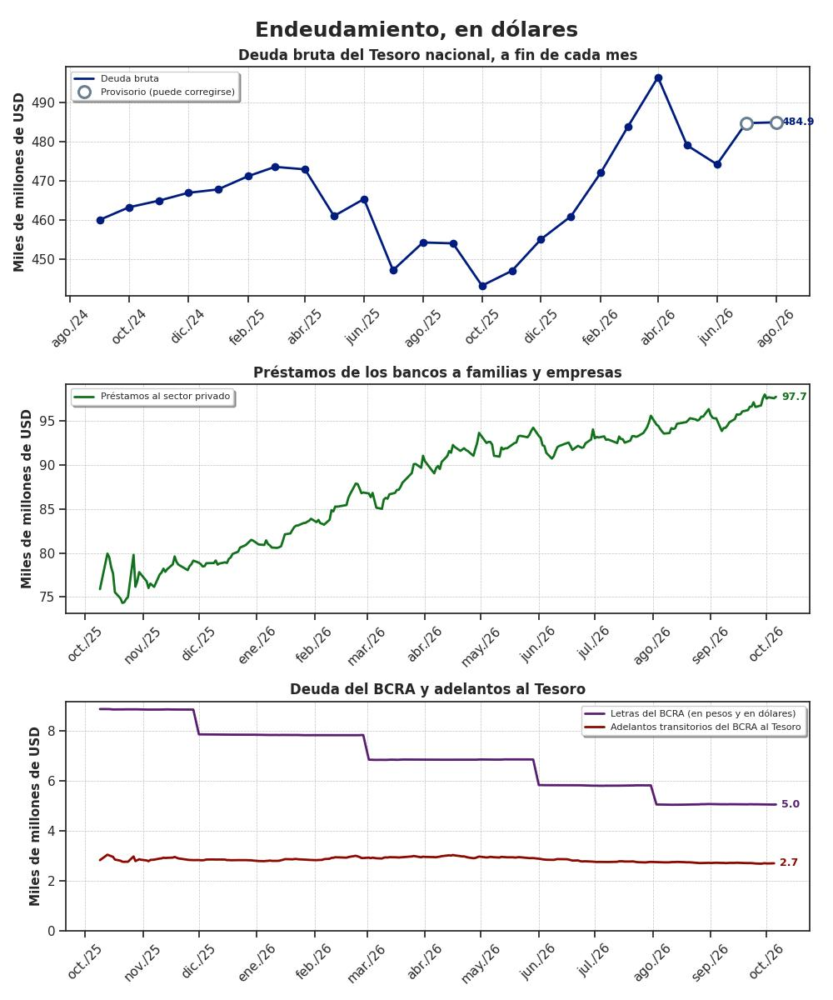 Endeudamiento, en dólares
Deuda bruta del Tesoro nacional, a fin de cada mes
Deuda bruta
Provisorio (puede corregirse)
Miles de millones de USD
490
480
470
460
450
484.9
ago./24
oct./24
dic./24
feb./25
abr./25
jun./25
ago./25
oct./25
dic./25
feb./26
abr./26
jun./26
ago./26
Préstamos de los bancos a familias y empresas
Préstamos al sector privado
Miles de millones de USD
95
90
85
80
75
97.7
oct./25
nov./25
dic./25
ene./26
feb./26
mar./26
abr./26
may./26
jun./26
jul./26
ago./26
sep./26
oct./26
Deuda del BCRA y adelantos al Tesoro
Letras del BCRA (en pesos y en dólares)
Adelantos transitorios del BCRA al Tesoro
Miles de millones de USD
8
6
4
2
0
5.0
2.7
oct./25
nov./25
dic./25
ene./26
feb./26
mar./26
abr./26
may./26
jun./26
jul./26
ago./26
sep./26
oct./26